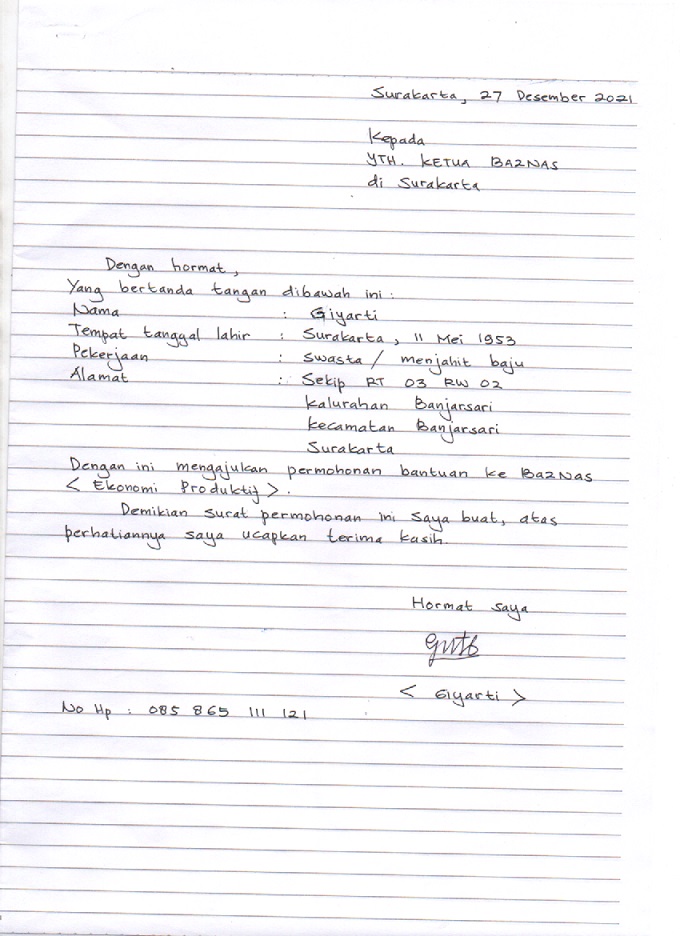 Surakarta, 27 Desember 2021
Kepada
YTH. KETUA BAZNAS
di Surakarta
Dengan hormat,
Yang bertanda tangan dibawah ini :
Nama : Giyarti
Tempat tanggal lahir : Surakarta, 11 Mei 1953
Pekerjaan : Swasta / menjahit baju
Alamat : Sekip RT 03 RW 02
Kalurahan Banjarsari
Kecamatan Banjarsari
Surakarta
Dengan ini mengajukan permohonan bantuan ke BAZNAS
< Ekonomi Produktif >.
Demikian surat permohonan ini saya buat, atas
perhatiannya saya ucapkan terima kasih.
Hormat saya
< Giyarti >
No Hp : 085 865 111 121